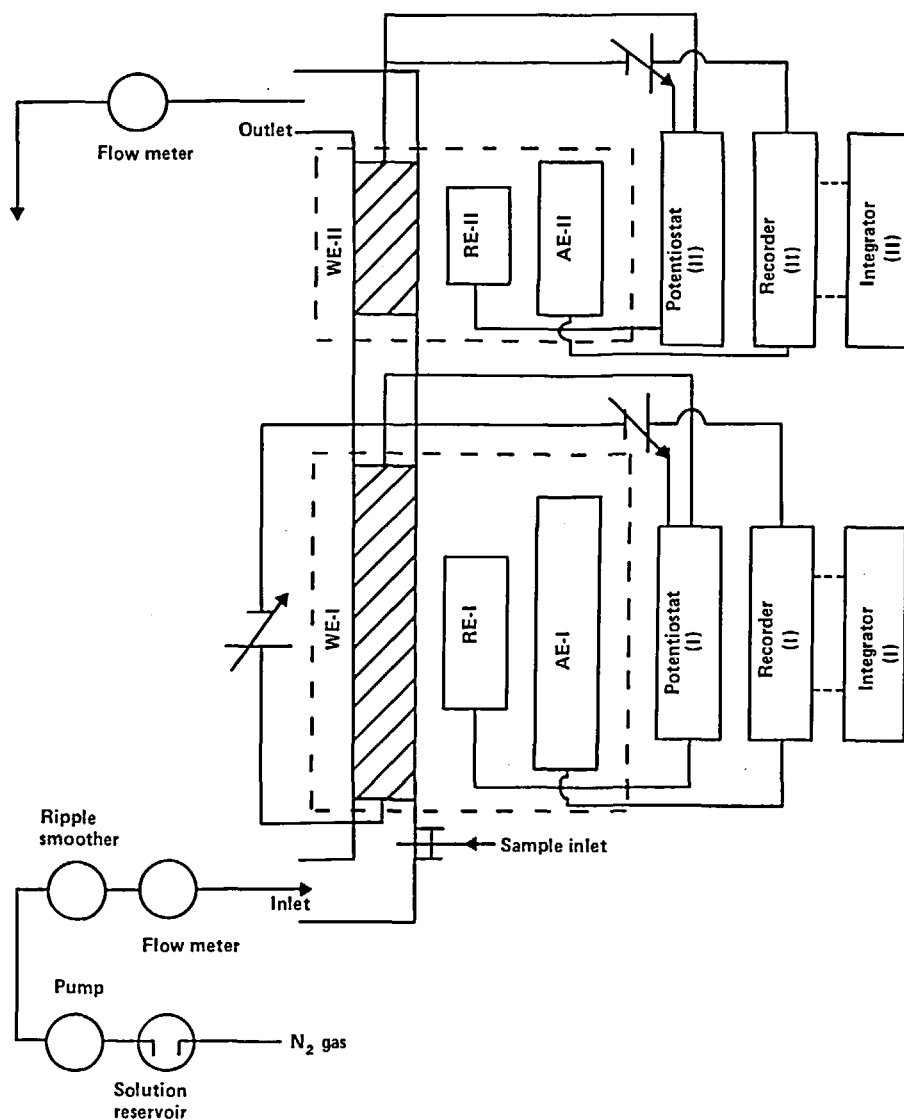 Outlet
Flow meter
WE-II
RE-II
AE-II
Potentiostat
(II)
Recorder
(II)
Integrator
(II)
WE-I
RE-I
AE-I
Potentiostat
(I)
Recorder
(I)
Integrator
(I)
Sample inlet
Ripple
smoother
Inlet
Flow meter
Pump
N₂ gas
Solution
reservoir